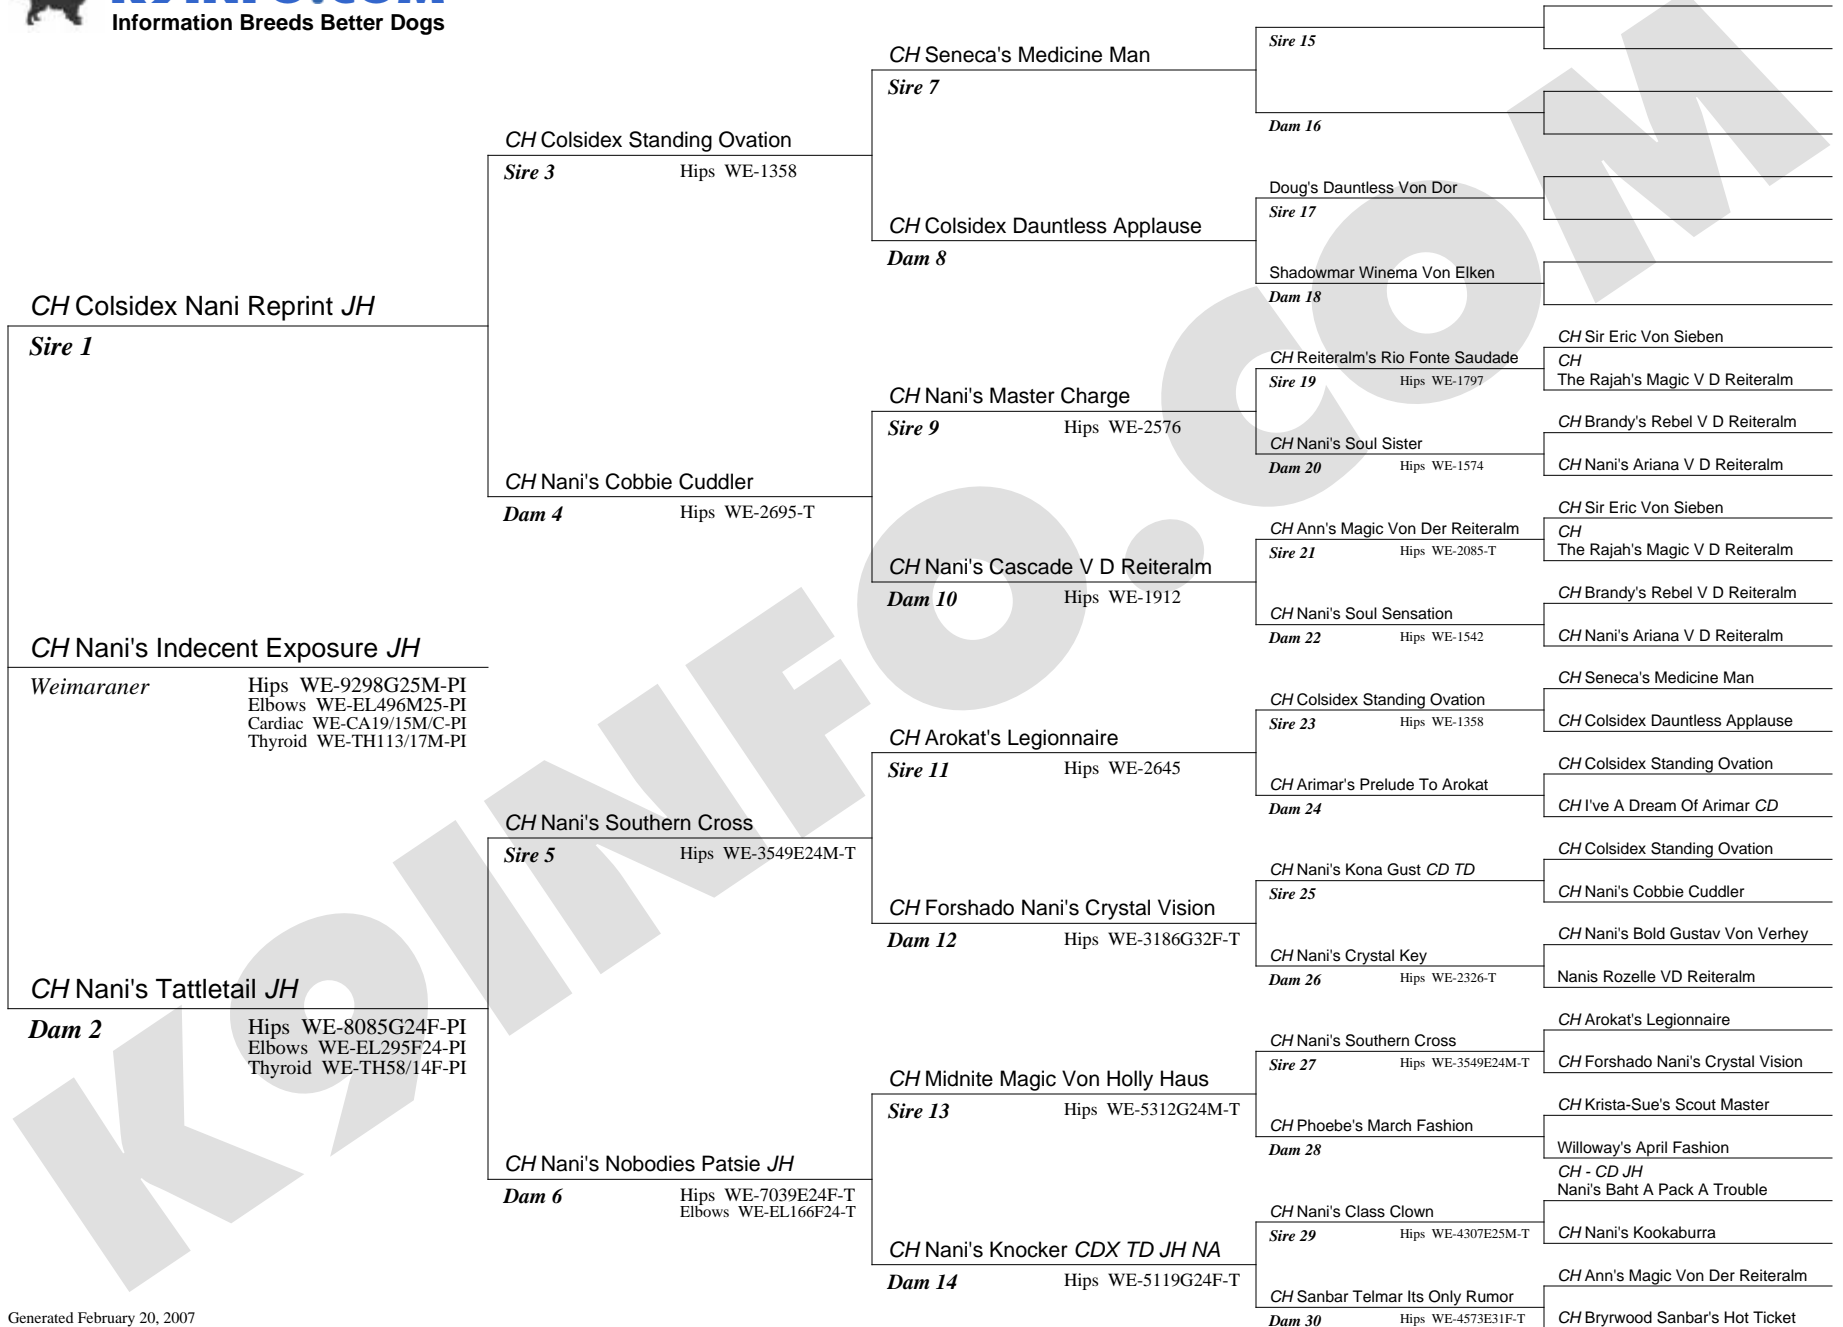 K9INFO.COM
Information Breeds Better Dogs
CH Colsidex Nani Reprint JH
Sire 1
CH Nani's Indecent Exposure JH
Weimaraner
Hips WE-9298G25M-PI
Elbows WE-EL496M25-PI
Cardiac WE-CA19/15M/C-PI
Thyroid WE-TH113/17M-PI
CH Nani's Tattletail JH
Dam 2
Hips WE-8085G24F-PI
Elbows WE-EL295F24-PI
Thyroid WE-TH58/14F-PI
CH Colsidex Standing Ovation
Sire 3 Hips WE-1358
CH Nani's Cobbie Cuddler
Dam 4 Hips WE-2695-T
CH Nani's Southern Cross
Sire 5 Hips WE-3549E24M-T
CH Nani's Nobodies Patsie JH
Dam 6 Hips WE-7039E24F-T
Elbows WE-EL166F24-T
CH Seneca's Medicine Man
Sire 7
CH Colsidex Dauntless Applause
Dam 8
CH Nani's Master Charge
Sire 9 Hips WE-2576
CH Nani's Cascade V D Reiteralm
Dam 10 Hips WE-1912
CH Arokat's Legionnaire
Sire 11 Hips WE-2645
CH Forshado Nani's Crystal Vision
Dam 12 Hips WE-3186G32F-T
CH Midnite Magic Von Holly Haus
Sire 13 Hips WE-5312G24M-T
CH Nani's Knocker CDX TD JH NA
Dam 14 Hips WE-5119G24F-T
Sire 15
Dam 16
Doug's Dauntless Von Dor
Sire 17
Shadowmar Winema Von Elken
Dam 18
CH Reiteralm's Rio Fonte Saudade
Sire 19 Hips WE-1797
CH Nani's Soul Sister
Dam 20 Hips WE-1574
CH Ann's Magic Von Der Reiteralm
Sire 21 Hips WE-2085-T
CH Nani's Soul Sensation
Dam 22 Hips WE-1542
CH Colsidex Standing Ovation
Sire 23 Hips WE-1358
CH Arimar's Prelude To Arokat
Dam 24
CH Nani's Kona Gust CD TD
Sire 25
CH Nani's Crystal Key
Dam 26 Hips WE-2326-T
CH Nani's Southern Cross
Sire 27 Hips WE-3549E24M-T
CH Phoebe's March Fashion
Dam 28
CH Nani's Class Clown
Sire 29 Hips WE-4307E25M-T
CH Sanbar Telmar Its Only Rumor
Dam 30 Hips WE-4573E31F-T
CH Sir Eric Von Sieben
CH
The Rajah's Magic V D Reiteralm
CH Brandy's Rebel V D Reiteralm
CH Nani's Ariana V D Reiteralm
CH Sir Eric Von Sieben
CH
The Rajah's Magic V D Reiteralm
CH Brandy's Rebel V D Reiteralm
CH Nani's Ariana V D Reiteralm
CH Seneca's Medicine Man
CH Colsidex Dauntless Applause
CH Colsidex Standing Ovation
CH I've A Dream Of Arimar CD
CH Colsidex Standing Ovation
CH Nani's Cobbie Cuddler
CH Nani's Bold Gustav Von Verhey
Nanis Rozelle VD Reiteralm
CH Arokat's Legionnaire
CH Forshado Nani's Crystal Vision
CH Krista-Sue's Scout Master
Willoway's April Fashion
CH - CD JH
Nani's Baht A Pack A Trouble
CH Nani's Kookaburra
CH Ann's Magic Von Der Reiteralm
CH Bryrwood Sanbar's Hot Ticket
K9INFO.COM
Generated February 20, 2007